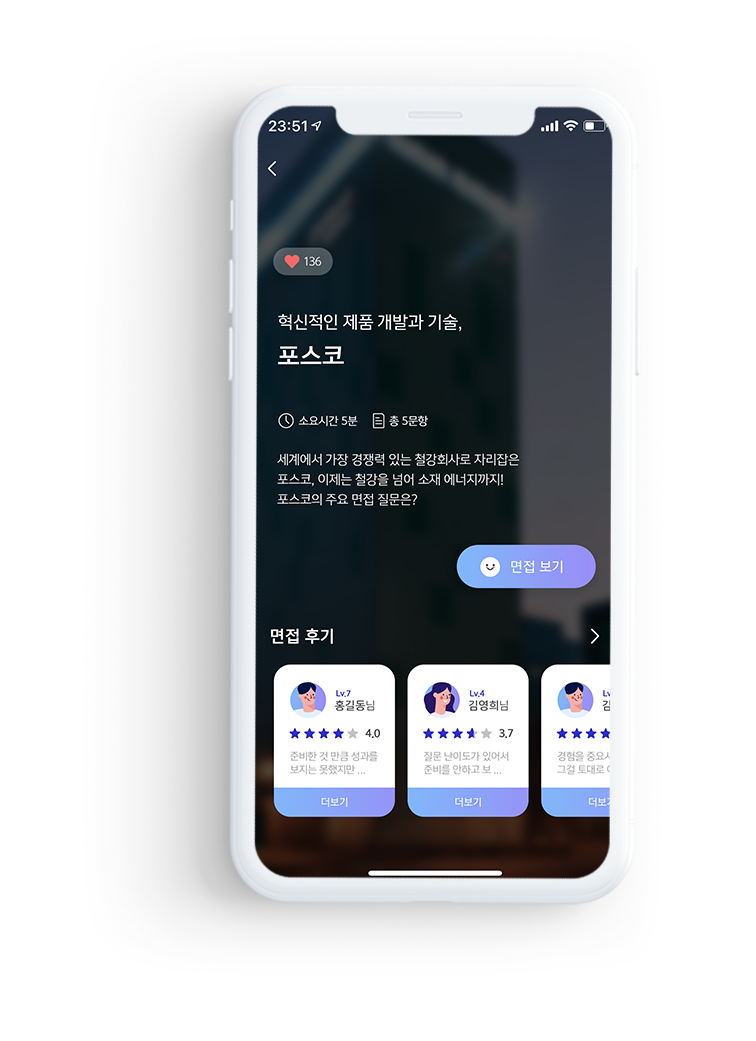 23:51
136
혁신적인 제품 개발과 기술,
포스코
소요시간 5분 총 5문항
세계에서 가장 경쟁력 있는 철강회사로 자리잡은
포스코, 이제는 철강을 넘어 소재 에너지까지!
포스코의 주요 면접 질문은?
면접 보기
면접 후기
Lv.7
홍길동님
4.0
준비한 것 만큼 성과를
보지는 못했지만 ...
더보기
Lv.4
김영희님
3.7
질문 난이도가 있어서
준비를 안하고 보 ...
더보기
경험을 중요시
그걸 토대로
더보기